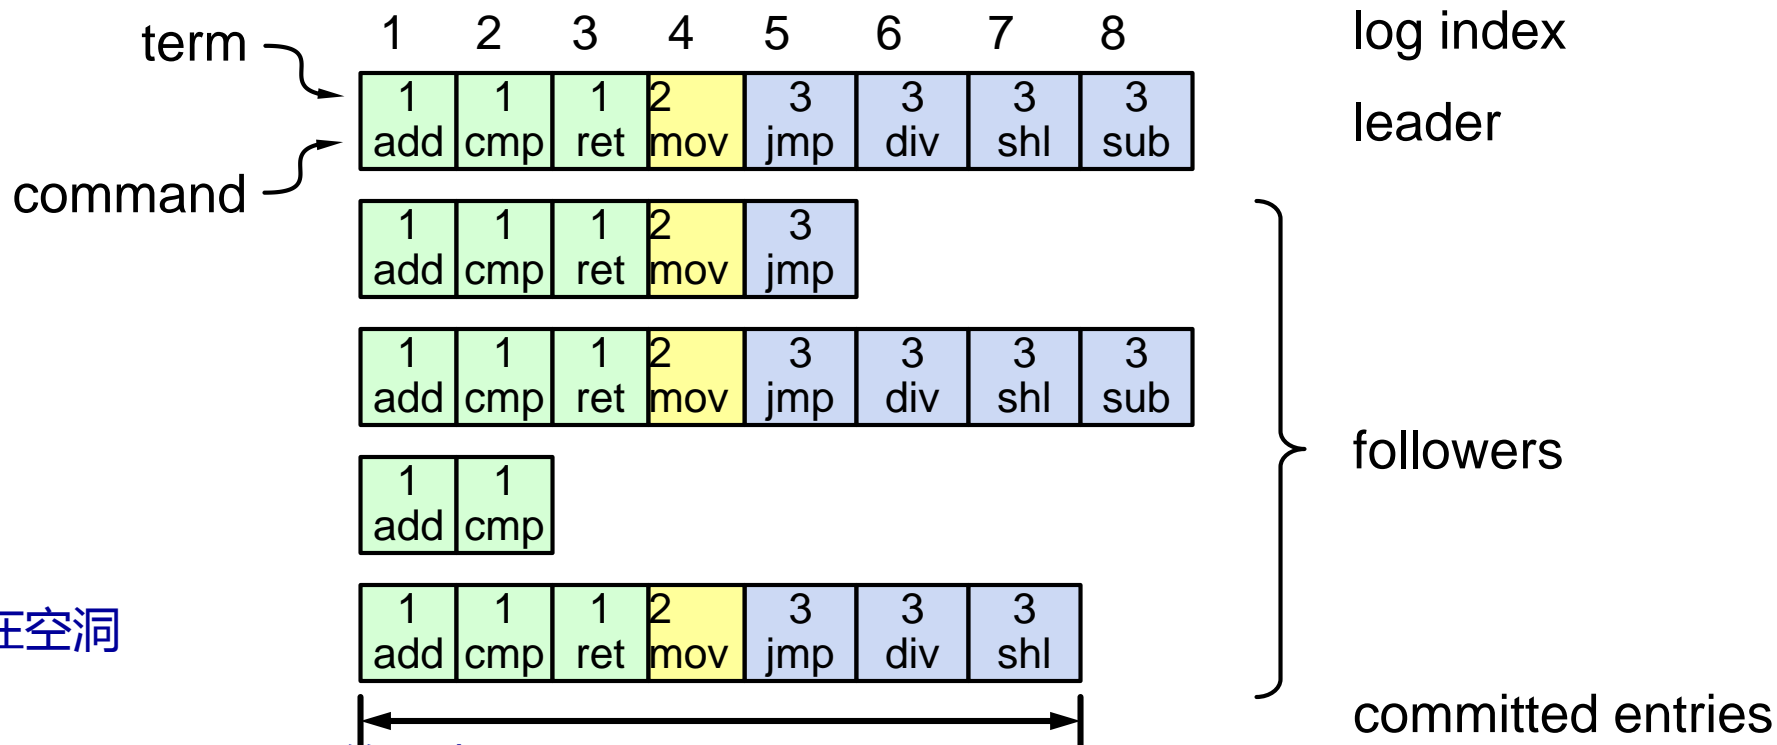 term 1 2 3 4 5 6 7 8 log index
1 1 1 2 3 3 3 3
add cmp ret mov jmp div shl sub
leader
command
1 1 1 2 3
add cmp ret mov jmp
1 1 1 2 3 3 3 3
add cmp ret mov jmp div shl sub
followers
1 1
add cmp
1 1 1 2 3 3 3
add cmp ret mov jmp div shl
空洞
committed entries